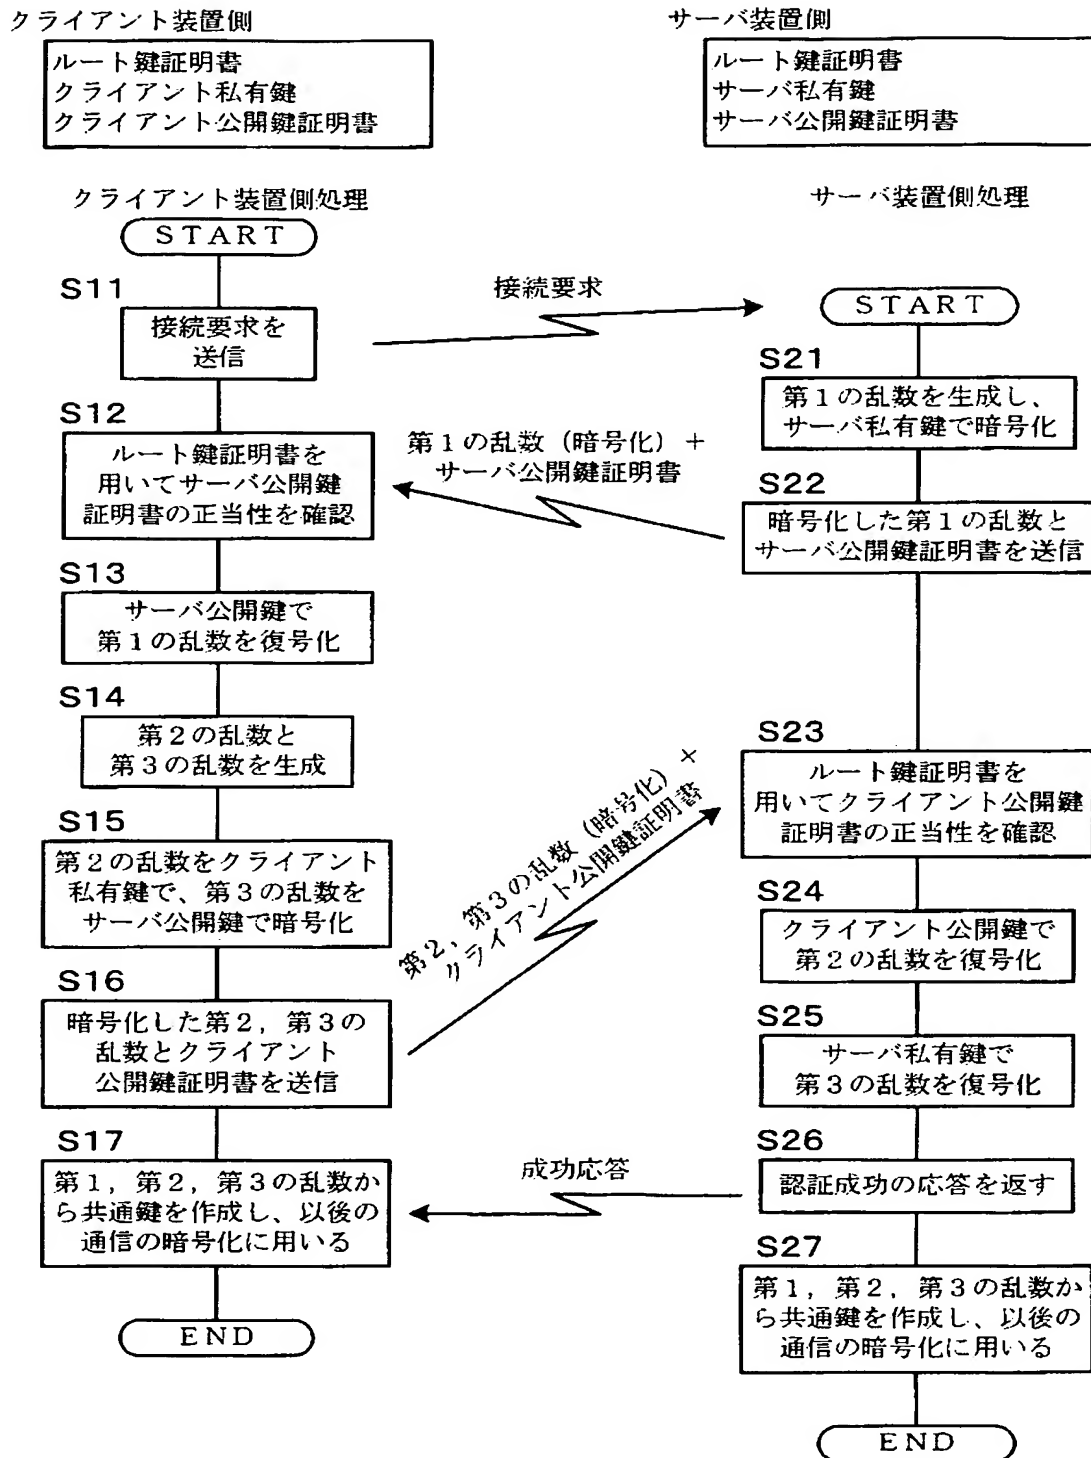 クライアント装置側
ルート鍵証明書
クライアント私有鍵
クライアント公開鍵証明書
サーバ装置側
ルート鍵証明書
サーバ私有鍵
サーバ公開鍵証明書
クライアント装置側処理
START
S11
接続要求を
送信
S12
ルート鍵証明書を
用いてサーバ公開鍵
証明書の正当性を確認
S13
サーバ公開鍵で
第1の乱数を復号化
S14
第2の乱数と
第3の乱数を生成
S15
第2の乱数をクライアント
私有鍵で、第3の乱数を
サーバ公開鍵で暗号化
S16
暗号化した第2，第3の
乱数とクライアント
公開鍵証明書を送信
S17
第1，第2，第3の乱数か
ら共通鍵を作成し、以後の
通信の暗号化に用いる
END
接続要求
第1の乱数（暗号化）＋
サーバ公開鍵証明書
第2，第3の乱数（暗号化）＋
クライアント公開鍵証明書
成功応答
サーバ装置側処理
START
S21
第1の乱数を生成し、
サーバ私有鍵で暗号化
S22
暗号化した第1の乱数と
サーバ公開鍵証明書を送信
S23
ルート鍵証明書を
用いてクライアント公開鍵
証明書の正当性を確認
S24
クライアント公開鍵で
第2の乱数を復号化
S25
サーバ私有鍵で
第3の乱数を復号化
S26
認証成功の応答を返す
S27
第1，第2，第3の乱数か
ら共通鍵を作成し、以後の
通信の暗号化に用いる
END